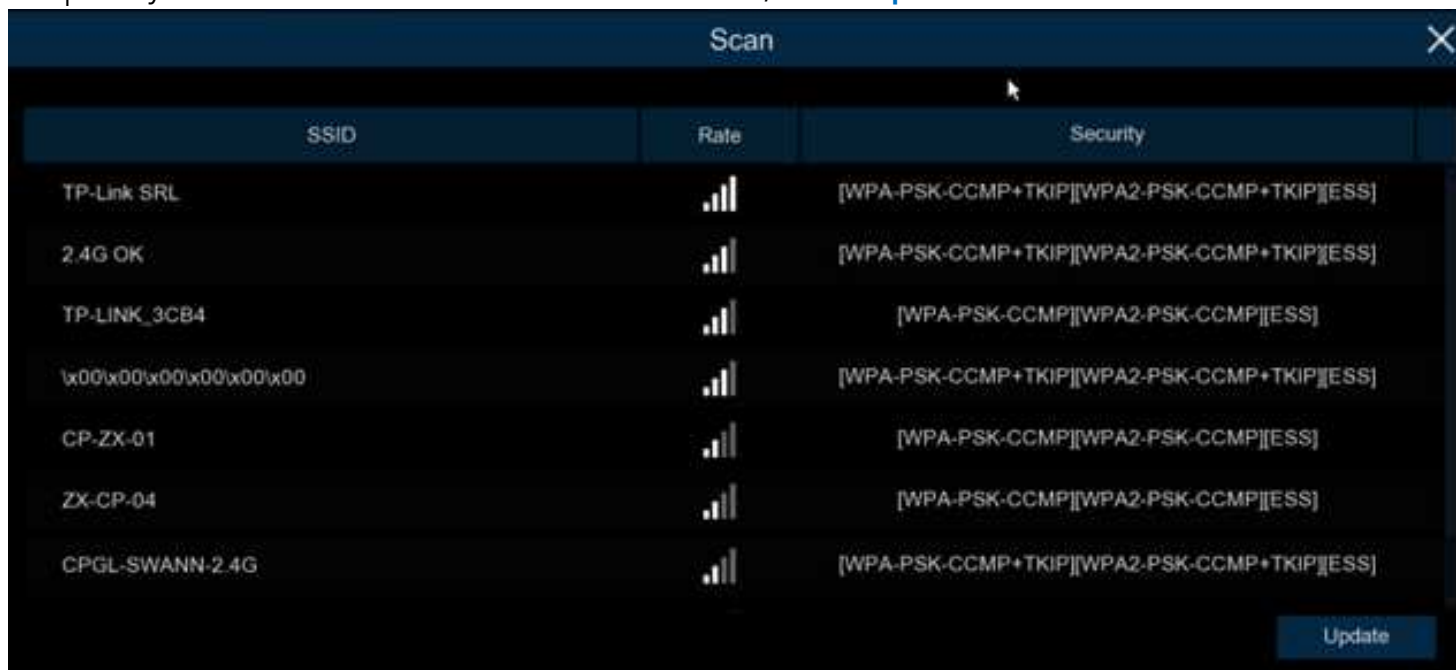 Scan
SSID Rate Security
TP-Link SRL [WPA-PSK-CCMP+TKIP][WPA2-PSK-CCMP+TKIP][ESS]
2.4G OK [WPA-PSK-CCMP+TKIP][WPA2-PSK-CCMP+TKIP][ESS]
TP-LINK_3CB4 [WPA-PSK-CCMP][WPA2-PSK-CCMP][ESS]
\x00\x00\x00\x00\x00\x00 [WPA-PSK-CCMP+TKIP][WPA2-PSK-CCMP+TKIP][ESS]
CP-ZX-01 [WPA-PSK-CCMP][WPA2-PSK-CCMP][ESS]
ZX-CP-04 [WPA-PSK-CCMP][WPA2-PSK-CCMP][ESS]
CPGL-SWANN-2.4G [WPA-PSK-CCMP+TKIP][WPA2-PSK-CCMP+TKIP][ESS]
Update